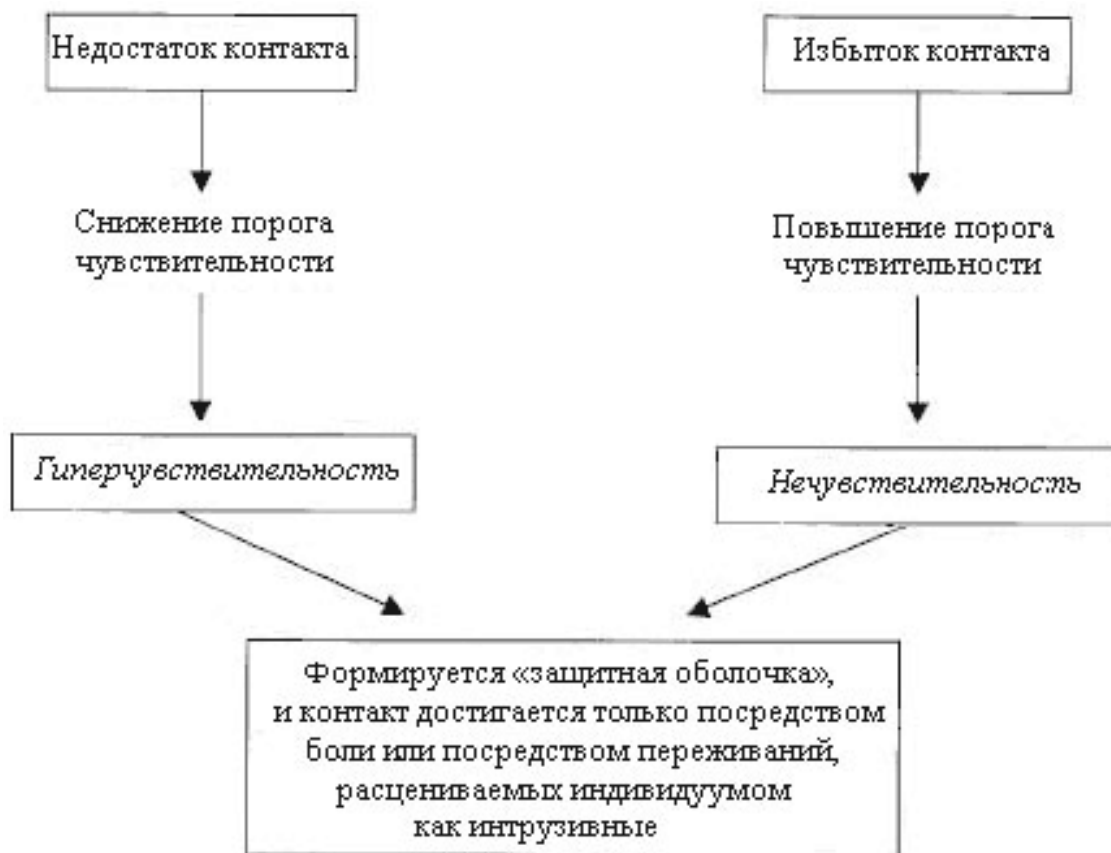 Недостаток контакта
Избыток контакта
Снижение порога
чувствительности
Повышение порога
чувствительности
Гиперчувствительность
Нечувствительность
Формируется «защитная оболочка»,
и контакт достигается только посредством
боли или посредством переживаний,
расцениваемых индивидуумом
как интрузивные